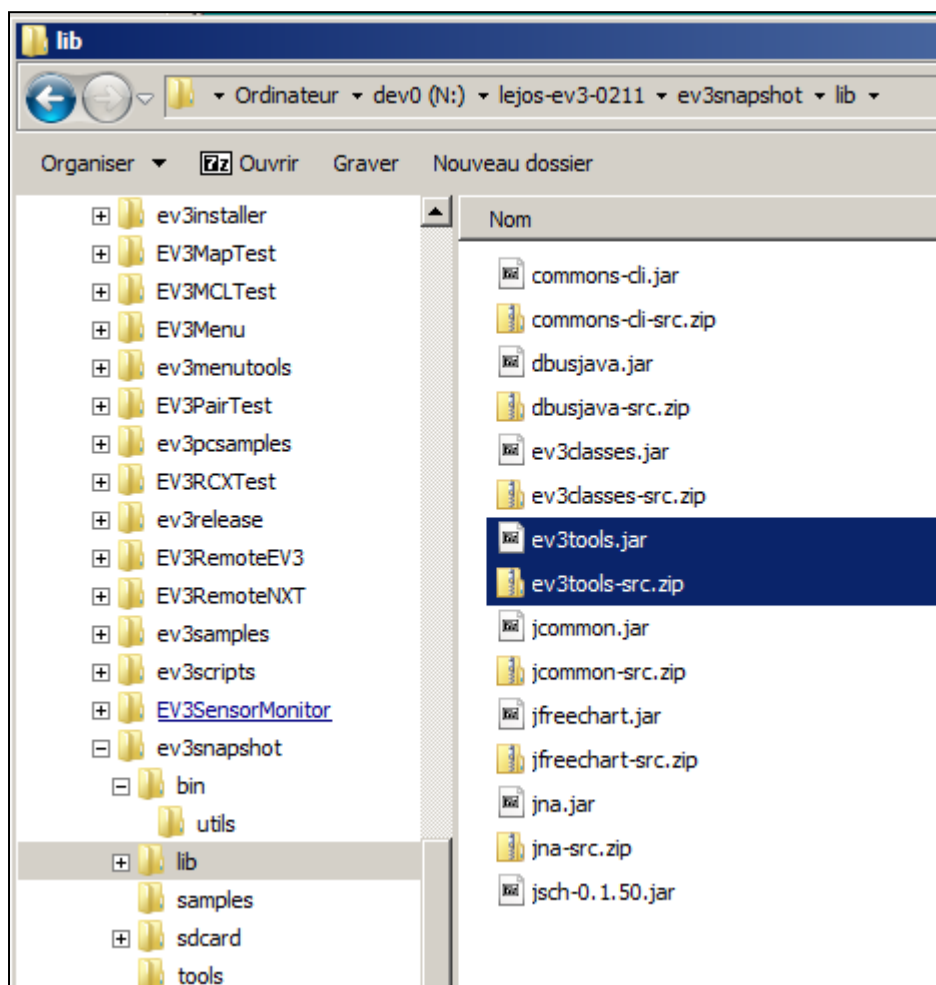 lib
Ordinateur dev0 (N:) lejos-ev3-0211 ev3snapshot lib
Organiser 7z Ouvrir Graver Nouveau dossier
ev3installer
EV3MapTest
EV3MCLTest
EV3Menu
ev3menutools
EV3PairTest
ev3pcsamples
EV3RCXTest
ev3release
EV3RemoteEV3
EV3RemoteNXT
ev3samples
ev3scripts
EV3SensorMonitor
ev3snapshot
bin
utils
lib
samples
sdcard
tools
Nom
commons-cli.jar
commons-cli-src.zip
dbusjava.jar
dbusjava-src.zip
ev3classes.jar
ev3classes-src.zip
ev3tools.jar
ev3tools-src.zip
jcommon.jar
jcommon-src.zip
jfreechart.jar
jfreechart-src.zip
jna.jar
jna-src.zip
jsch-0.1.50.jar